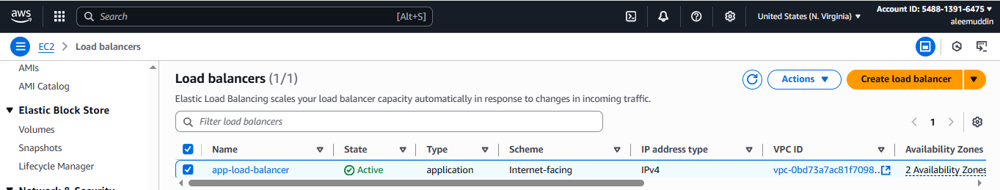 aws
Search [Alt+S]
United States (N. Virginia)
Account ID: 5488-1391-6475
aleemuddin
EC2 > Load balancers
AMIs
AMI Catalog
Elastic Block Store
Volumes
Snapshots
Lifecycle Manager
Network & Security
Load balancers (1/1)
Actions
Create load balancer
Elastic Load Balancing scales your load balancer capacity automatically in response to changes in incoming traffic.
Filter load balancers
1
Name State Type Scheme IP address type VPC ID Availability Zones
app-load-balancer Active application Internet-facing IPv4 vpc-0bd73a7ac81f7098... 2 Availability Zones